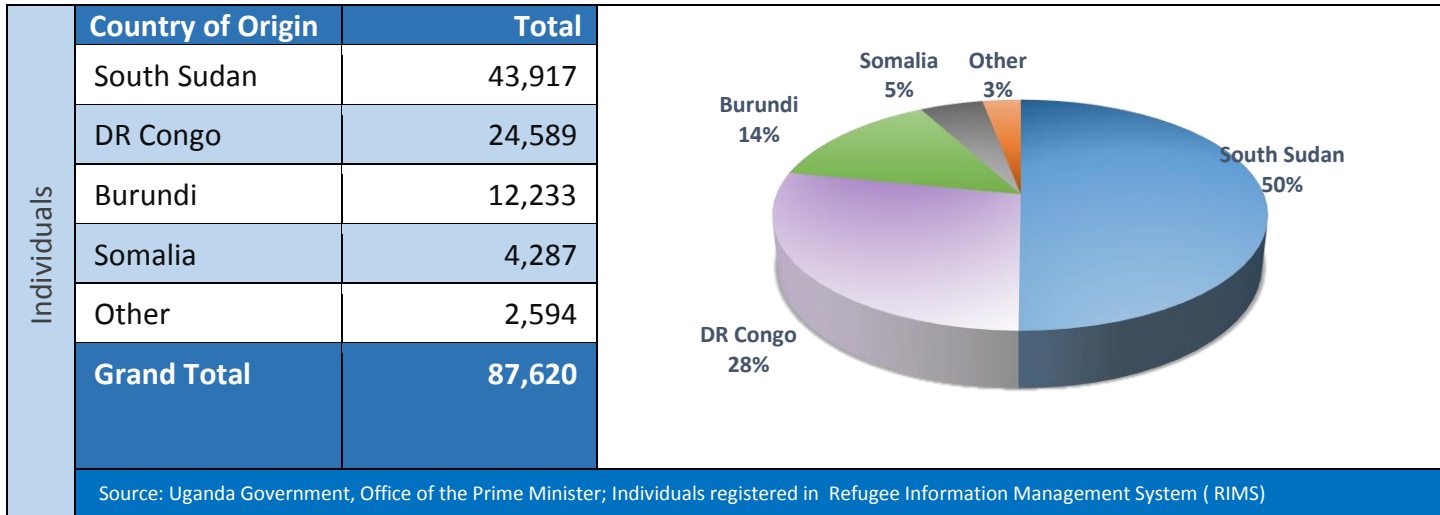 Individuals
Country of Origin Total
South Sudan 43,917
DR Congo 24,589
Burundi 12,233
Somalia 4,287
Other 2,594
Grand Total 87,620
Somalia
5%
Other
3%
Burundi
14%
South Sudan
50%
DR Congo
28%
Source: Uganda Government, Office of the Prime Minister; Individuals registered in Refugee Information Management System ( RIMS)